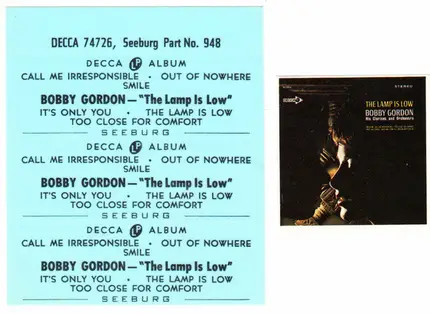 DECCA 74726, Seeburg Part No. 948
DECCA LP • ALBUM
CALL ME IRRESPONSIBLE • OUT OF NOWHERE
SMILE
BOBBY GORDON—"The Lamp Is Low"
IT'S ONLY YOU • THE LAMP IS LOW
TOO CLOSE FOR COMFORT
SEEBURG
DECCA LP • ALBUM
CALL ME IRRESPONSIBLE • OUT OF NOWHERE
SMILE
BOBBY GORDON—"The Lamp Is Low"
IT'S ONLY YOU • THE LAMP IS LOW
TOO CLOSE FOR COMFORT
SEEBURG
DECCA LP • ALBUM
CALL ME IRRESPONSIBLE • OUT OF NOWHERE
SMILE
BOBBY GORDON—"The Lamp Is Low"
IT'S ONLY YOU • THE LAMP IS LOW
TOO CLOSE FOR COMFORT
SEEBURG
STEREO
THE LAMP IS LOW
BOBBY GORDON
His Clarinet and Orchestra